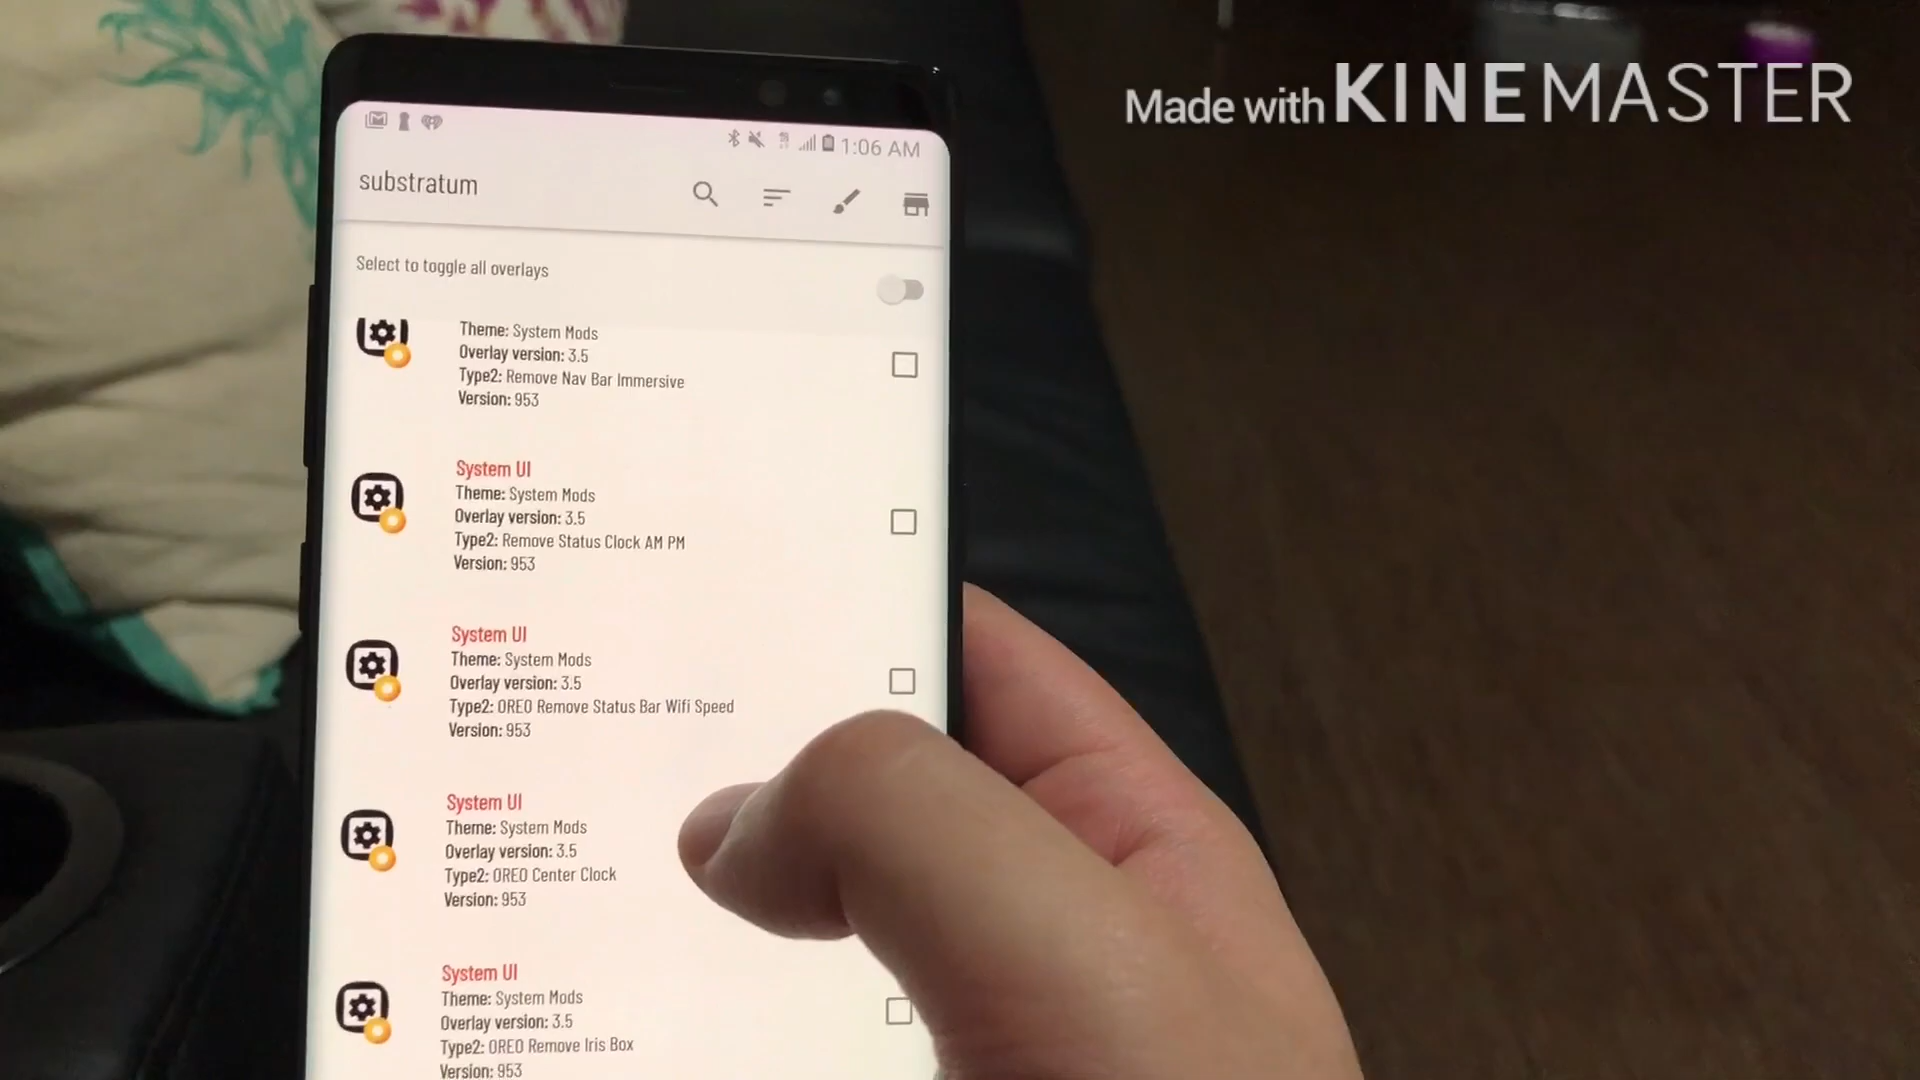 Made with KINEMASTER
1:06 AM
substratum
Select to toggle all overlays
Theme: System Mods
Overlay version: 3.5
Type2: Remove Nav Bar Immersive
Version: 953
System UI
Theme: System Mods
Overlay version: 3.5
Type2: Remove Status Clock AM PM
Version: 953
System UI
Theme: System Mods
Overlay version: 3.5
Type2: OREO Remove Status Bar Wifi Speed
Version: 953
System UI
Theme: System Mods
Overlay version: 3.5
Type2: OREO Center Clock
Version: 953
System UI
Theme: System Mods
Overlay version: 3.5
Type2: OREO Remove Iris Box
Version: 953